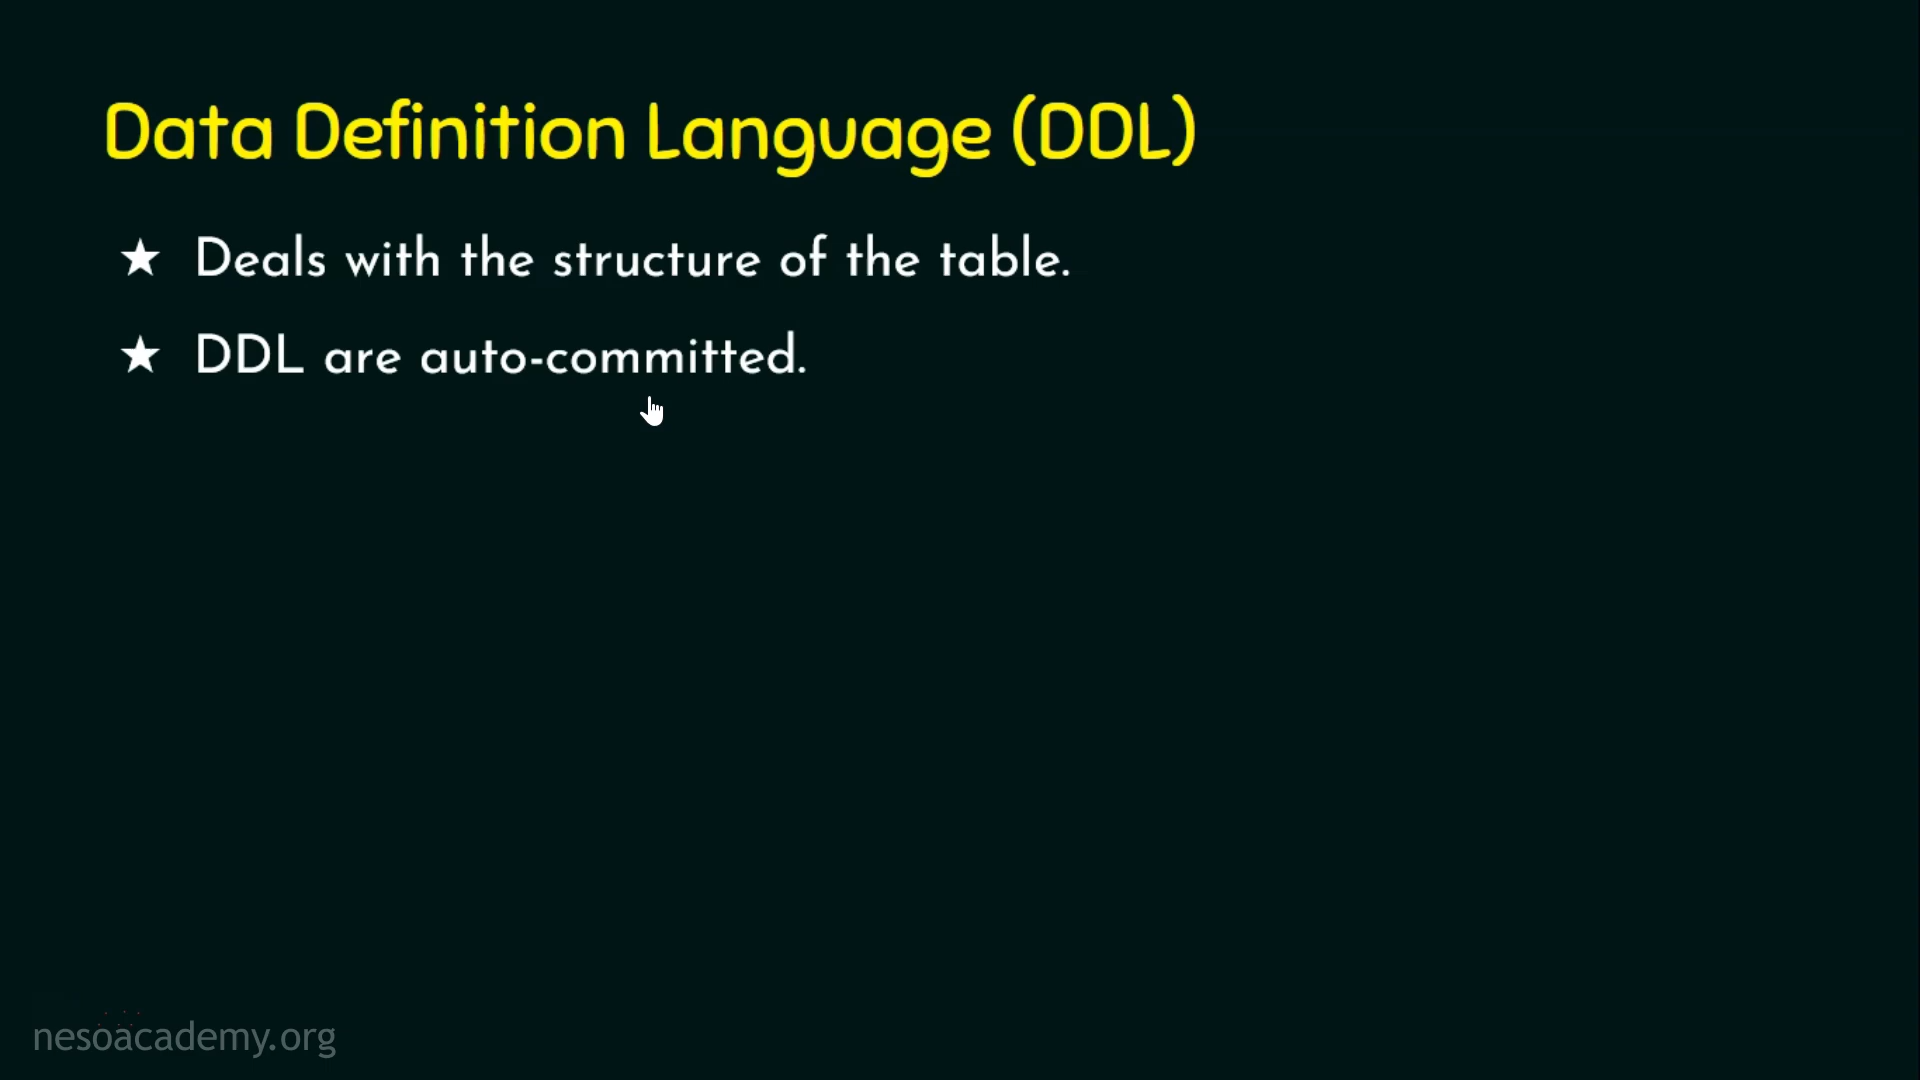 Data Definition Language (DDL)
★ Deals with the structure of the table.
★ DDL are auto-committed.
nesoacademy.org